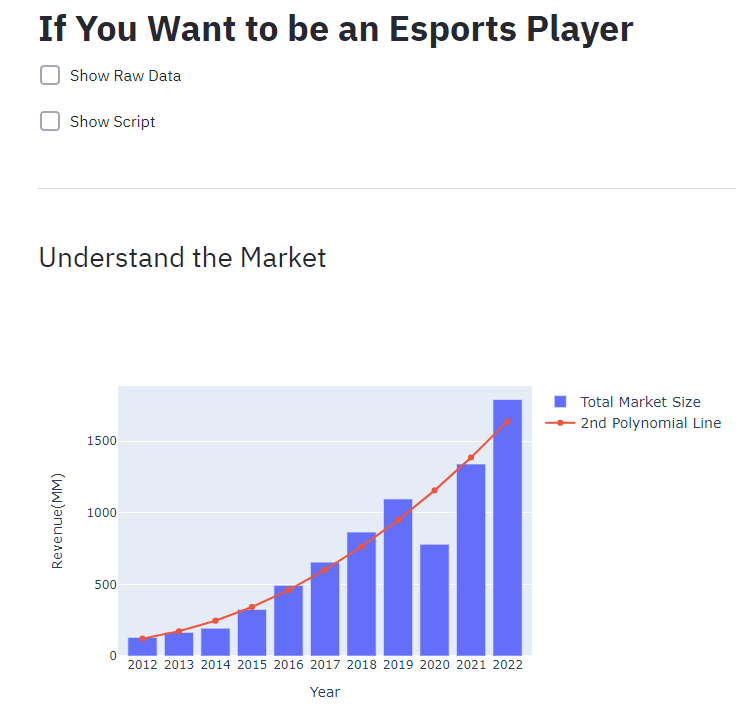 If You Want to be an Esports Player
Show Raw Data
Show Script
Understand the Market
Total Market Size
2nd Polynomial Line
Revenue(MM)
1500
1000
500
0
2012 2013 2014 2015 2016 2017 2018 2019 2020 2021 2022
Year